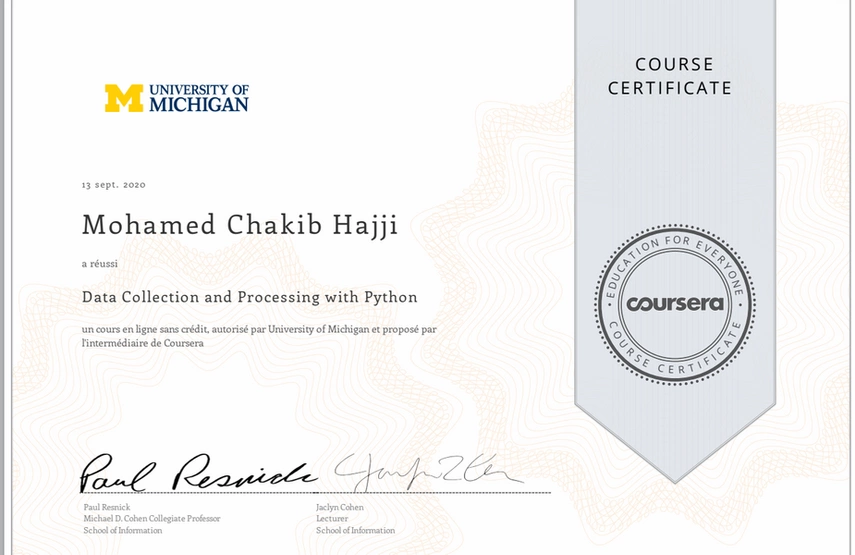 UNIVERSITY OF
MICHIGAN
COURSE
CERTIFICATE
13 sept. 2020
Mohamed Chakib Hajji
a réussi
Data Collection and Processing with Python
un cours en ligne sans crédit, autorisé par University of Michigan et proposé par
l'intermédiaire de Coursera
EDUCATION FOR EVERYONE
coursera
COURSE CERTIFICATE
Paul Resnick
Paul Resnick
Michael D. Cohen Collegiate Professor
School of Information
Jaclyn Cohen
Lecturer
School of Information